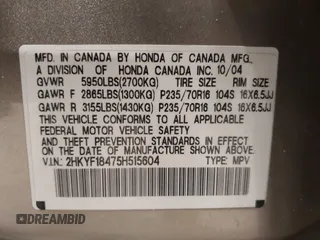 MFD. IN CANADA BY HONDA OF CANADA MFG.,
A DIVISION OF HONDA CANADA INC. 10/04
GVWR 5950LBS(2700KG) TIRE SIZE RIM SIZE
GAWR F 2865LBS(1300KG) P235/70R16 104S 16X6.5JJ
GAWR R 3155LBS(1430KG) P235/70R16 104S 16X6.5JJ
THIS VEHICLE CONFORMS TO ALL APPLICABLE
FEDERAL MOTOR VEHICLE SAFETY AND
THEFT PREVENTION STANDARDS IN EFFECT ON
THE DATE OF MANUFACTURE SHOWN ABOVE.
V.I.N: 2HKYF18475H515604 TYPE: MPV
DREAMBID